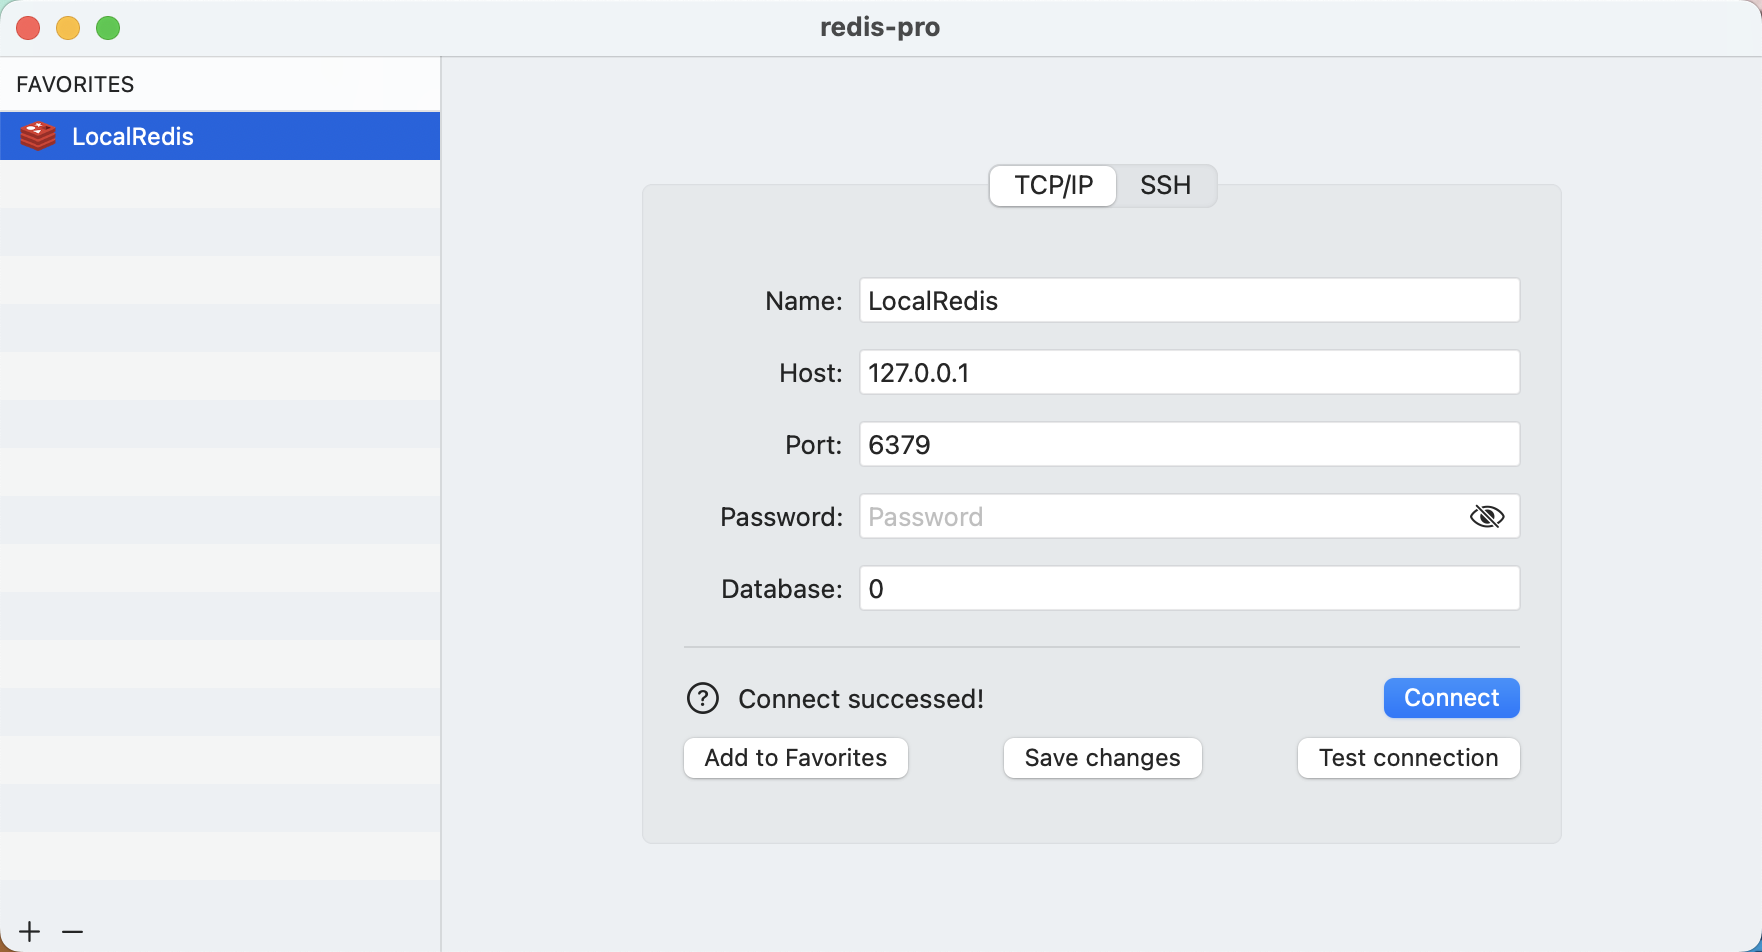 redis-pro
FAVORITES
LocalRedis
TCP/IP SSH
Name: LocalRedis
Host: 127.0.0.1
Port: 6379
Password: Password
Database: 0
? Connect successed! Connect
Add to Favorites Save changes Test connection